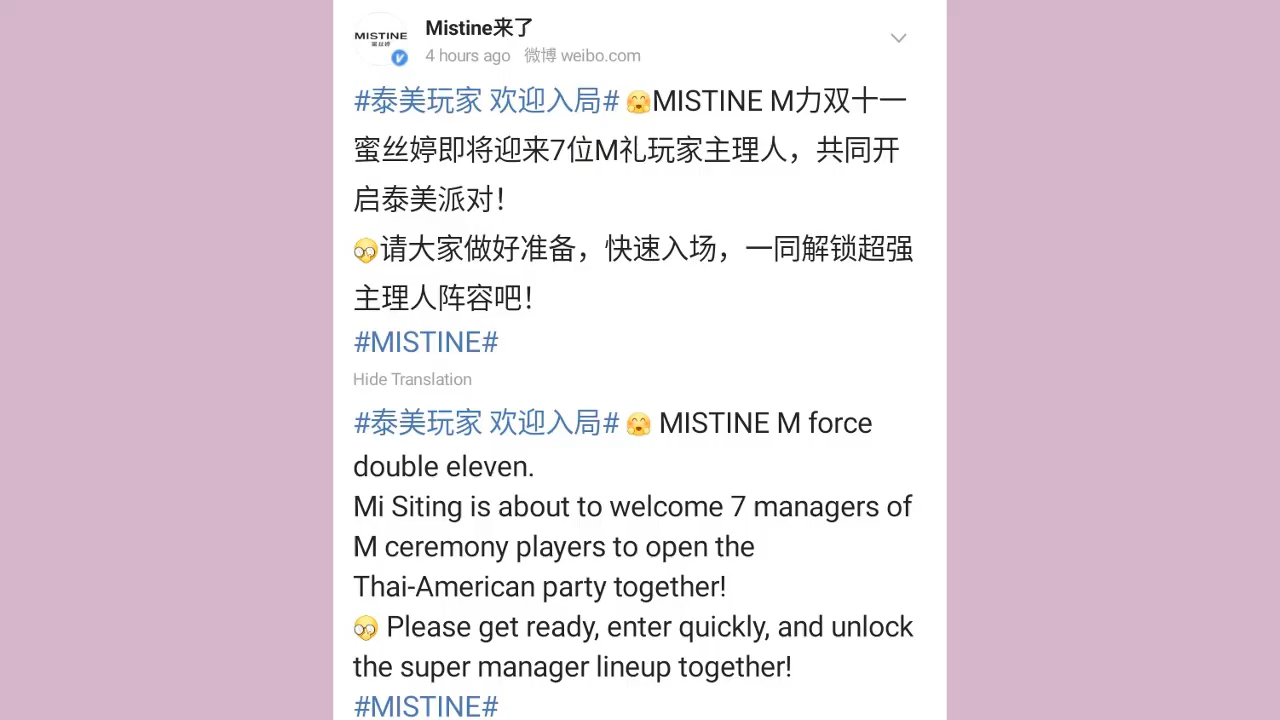 MISTINE
蜜丝婷
Mistine来了
4 hours ago 微博 weibo.com
#泰美玩家 欢迎入局# MISTINE M力双十一
蜜丝婷即将迎来7位M礼玩家主理人，共同开
启泰美派对！
请大家做好准备，快速入场，一同解锁超强
主理人阵容吧！
#MISTINE#
Hide Translation
#泰美玩家 欢迎入局# MISTINE M force
double eleven.
Mi Siting is about to welcome 7 managers of
M ceremony players to open the
Thai-American party together!
Please get ready, enter quickly, and unlock
the super manager lineup together!
#MISTINE#